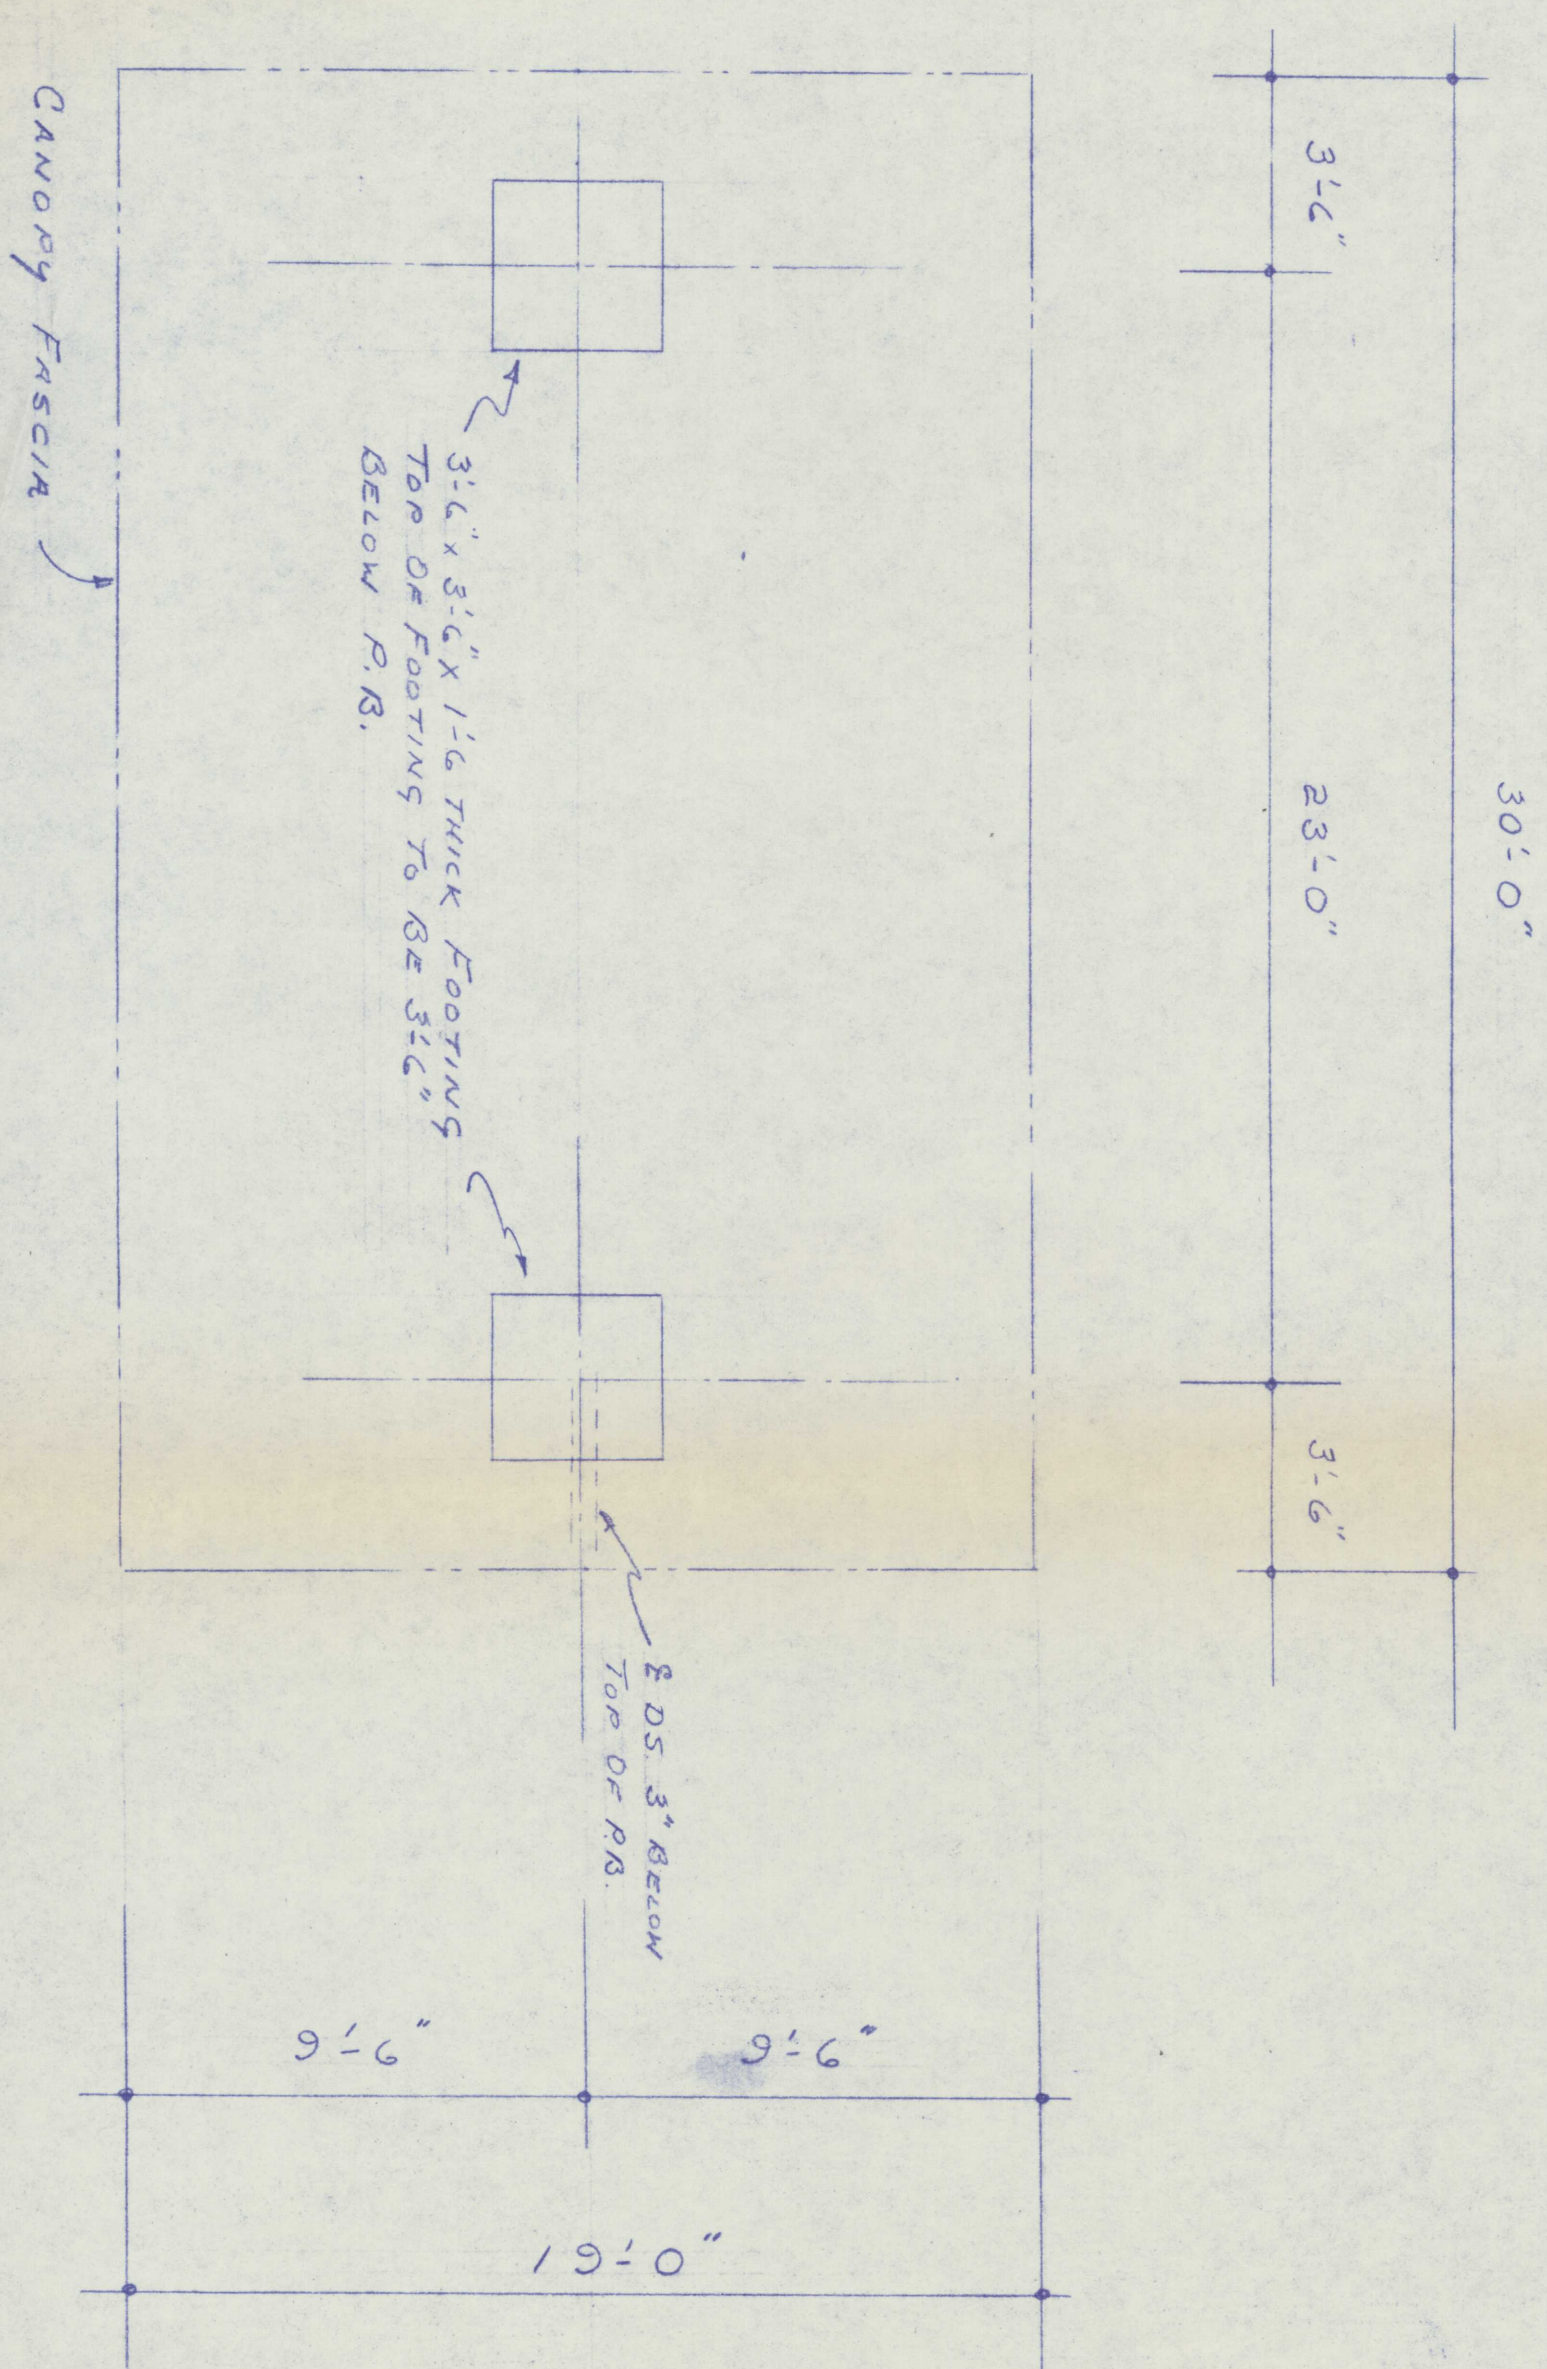 30'-0"
3'-6"
23'-0"
3'-6"
9'-6"
9'-6"
19'-0"
℄ DS. 3" BELOW
TOP OF P.B.
3'-6" x 3'-6" x 1'-6 THICK FOOTING
TOP OF FOOTING TO BE 3'-6"
BELOW P.B.
CANOPY FASCIA